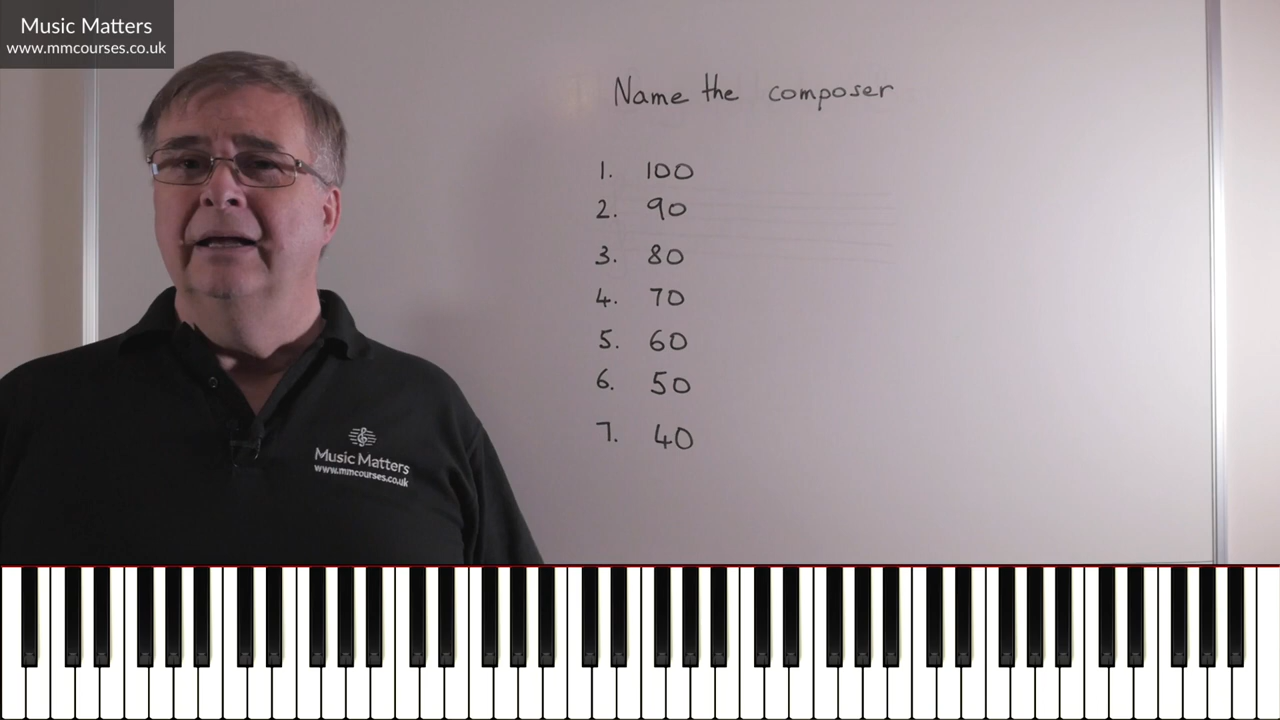 Music Matters
www.mmcourses.co.uk
Name the composer
1. 100
2. 90
3. 80
4. 70
5. 60
6. 50
7. 40
Music Matters
www.mmcourses.co.uk